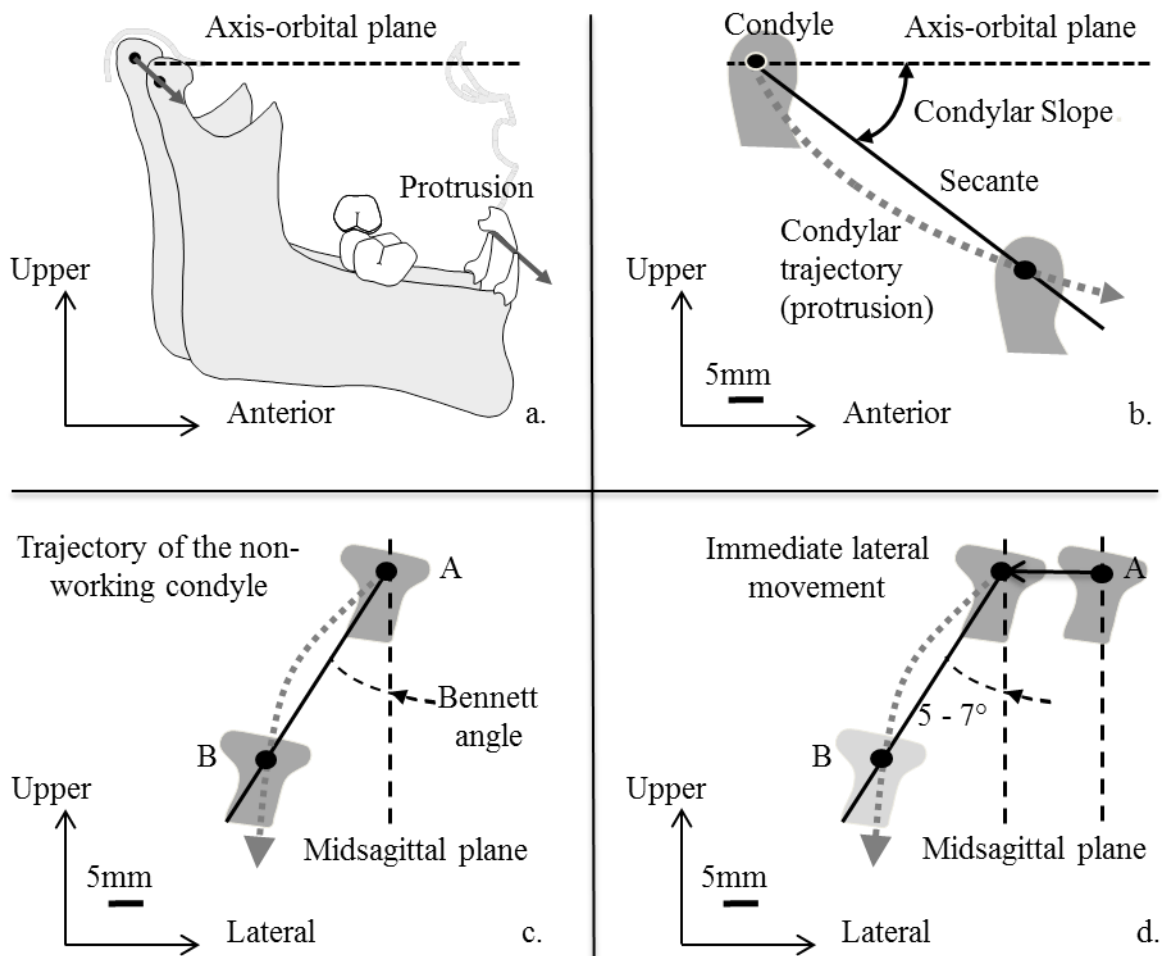 Axis-orbital plane
Protrusion
Upper
Anterior
a.
Condyle
Axis-orbital plane
Condylar Slope
Secante
Condylar
trajectory
(protrusion)
Upper
5mm
Anterior
b.
Trajectory of the non-
working condyle
A
Bennett
angle
B
Upper
Midsagittal plane
5mm
Lateral
c.
Immediate lateral
movement
A
5 - 7°
B
Upper
Midsagittal plane
5mm
Lateral
d.